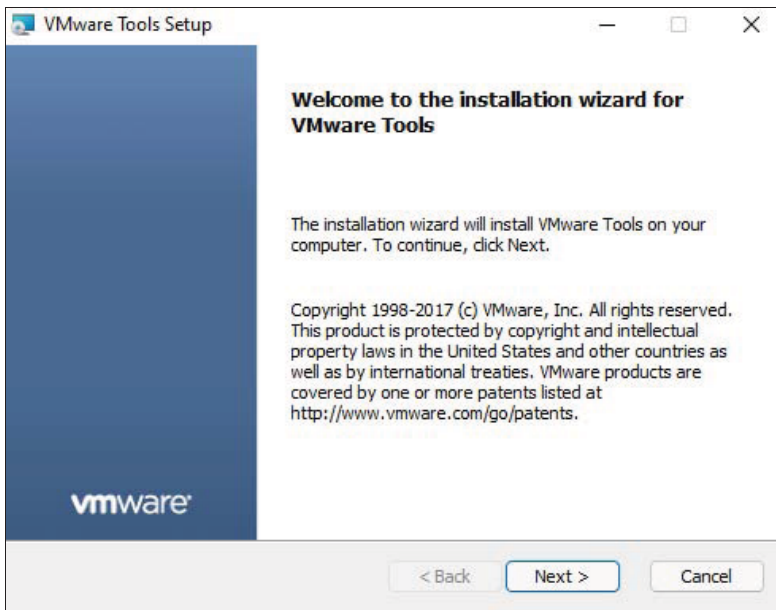 VMware Tools Setup
Welcome to the installation wizard for
VMware Tools
The installation wizard will install VMware Tools on your
computer. To continue, click Next.
Copyright 1998-2017 (c) VMware, Inc. All rights reserved.
This product is protected by copyright and intellectual
property laws in the United States and other countries as
well as by international treaties. VMware products are
covered by one or more patents listed at
http://www.vmware.com/go/patents.
vmware
< Back Next > Cancel